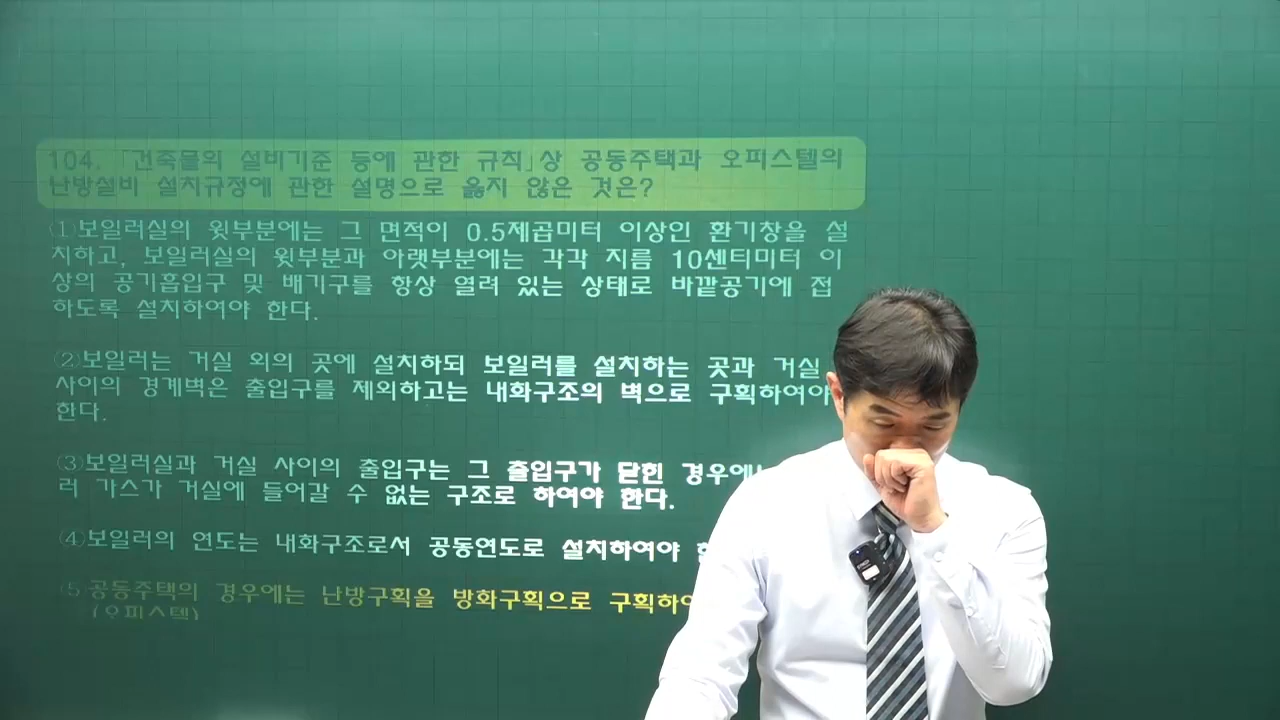 104. 「건축물의 설비기준 등에 관한 규칙」상 공동주택과 오피스텔의
난방설비 설치규정에 관한 설명으로 옳지 않은 것은?
①보일러실의 윗부분에는 그 면적이 0.5제곱미터 이상인 환기창을 설
치하고, 보일러실의 윗부분과 아랫부분에는 각각 지름 10센티미터 이
상의 공기흡입구 및 배기구를 항상 열려 있는 상태로 바깥공기에 접
하도록 설치하여야 한다.
②보일러는 거실 외의 곳에 설치하되 보일러를 설치하는 곳과 거실
사이의 경계벽은 출입구를 제외하고는 내화구조의 벽으로 구획하여야
한다.
③보일러실과 거실 사이의 출입구는 그 출입구가 닫힌 경우에
러 가스가 거실에 들어갈 수 없는 구조로 하여야 한다.
④보일러의 연도는 내화구조로서 공동연도로 설치하여야
⑤공동주택의 경우에는 난방구획을 방화구획으로 구획하
(오피스텔)